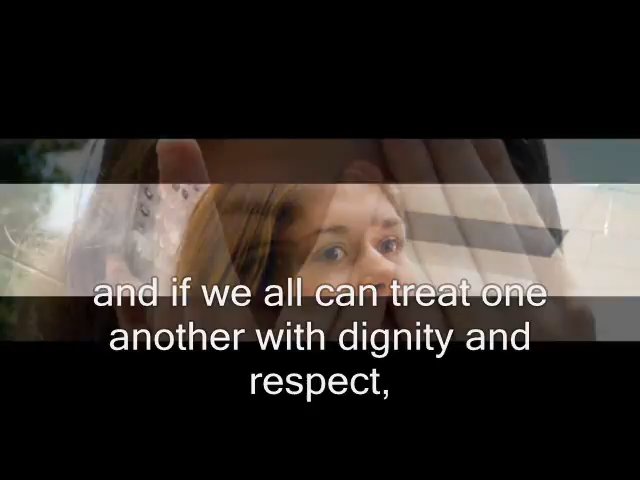 and if we all can treat one
another with dignity and
respect,